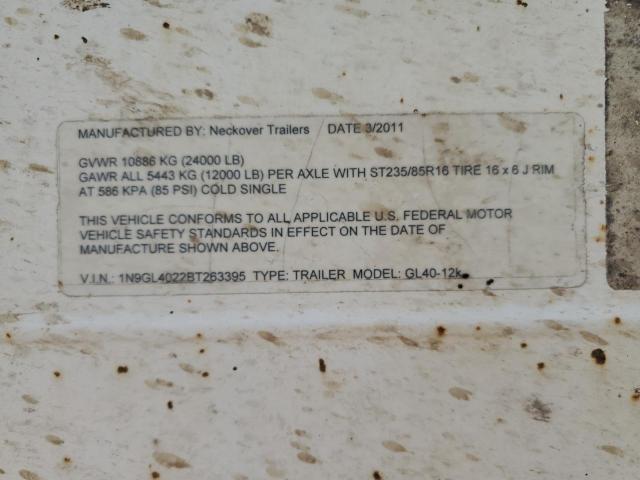 MANUFACTURED BY: Neckover Trailers DATE 3/2011
GVWR 10886 KG (24000 LB)
GAWR ALL 5443 KG (12000 LB) PER AXLE WITH ST235/85R16 TIRE 16 x 6 J RIM
AT 586 KPA (85 PSI) COLD SINGLE
THIS VEHICLE CONFORMS TO ALL APPLICABLE U.S. FEDERAL MOTOR
VEHICLE SAFETY STANDARDS IN EFFECT ON THE DATE OF
MANUFACTURE SHOWN ABOVE.
V.I.N.: 1N9GL4022BT263395 TYPE: TRAILER MODEL: GL40-12k